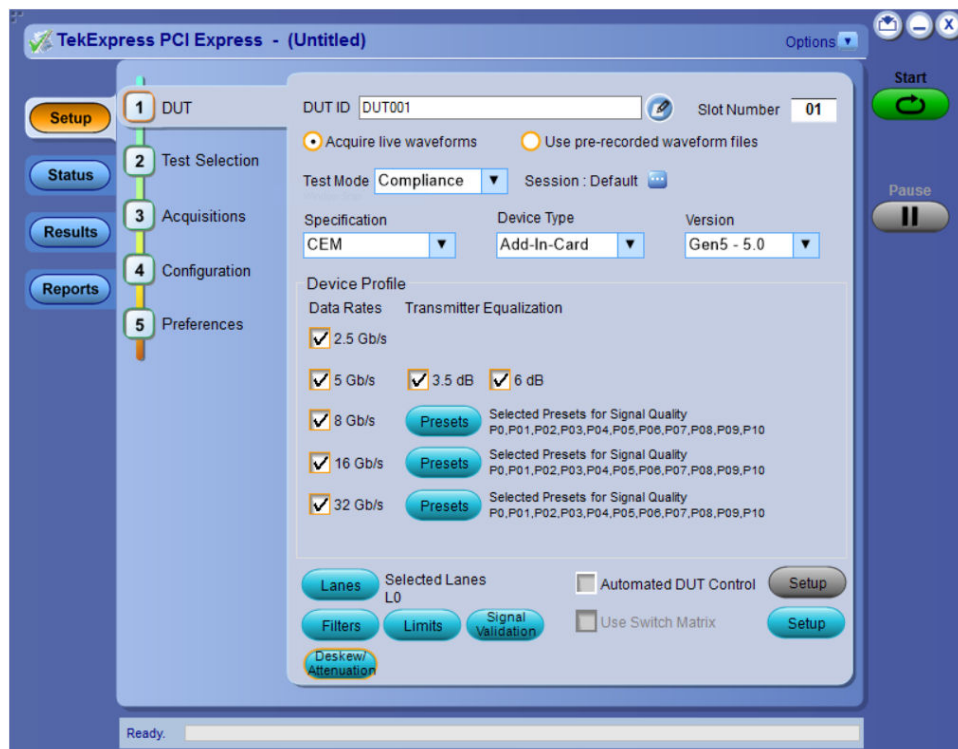 TekExpress PCI Express - (Untitled)
Options
Start
Pause
Setup
Status
Results
Reports
1 DUT
2 Test Selection
3 Acquisitions
4 Configuration
5 Preferences
DUT ID DUT001 Slot Number 01
Acquire live waveforms Use pre-recorded waveform files
Test Mode Compliance Session : Default
Specification Device Type Version
CEM Add-In-Card Gen5 - 5.0
Device Profile
Data Rates Transmitter Equalization
2.5 Gb/s
5 Gb/s 3.5 dB 6 dB
8 Gb/s Presets Selected Presets for Signal Quality
P0,P01,P02,P03,P04,P05,P06,P07,P08,P09,P10
16 Gb/s Presets Selected Presets for Signal Quality
P0,P01,P02,P03,P04,P05,P06,P07,P08,P09,P10
32 Gb/s Presets Selected Presets for Signal Quality
P0,P01,P02,P03,P04,P05,P06,P07,P08,P09,P10
Lanes Selected Lanes
L0
Automated DUT Control Setup
Filters Limits Signal
Validation
Use Switch Matrix Setup
Deskew/
Attenuation
Ready.